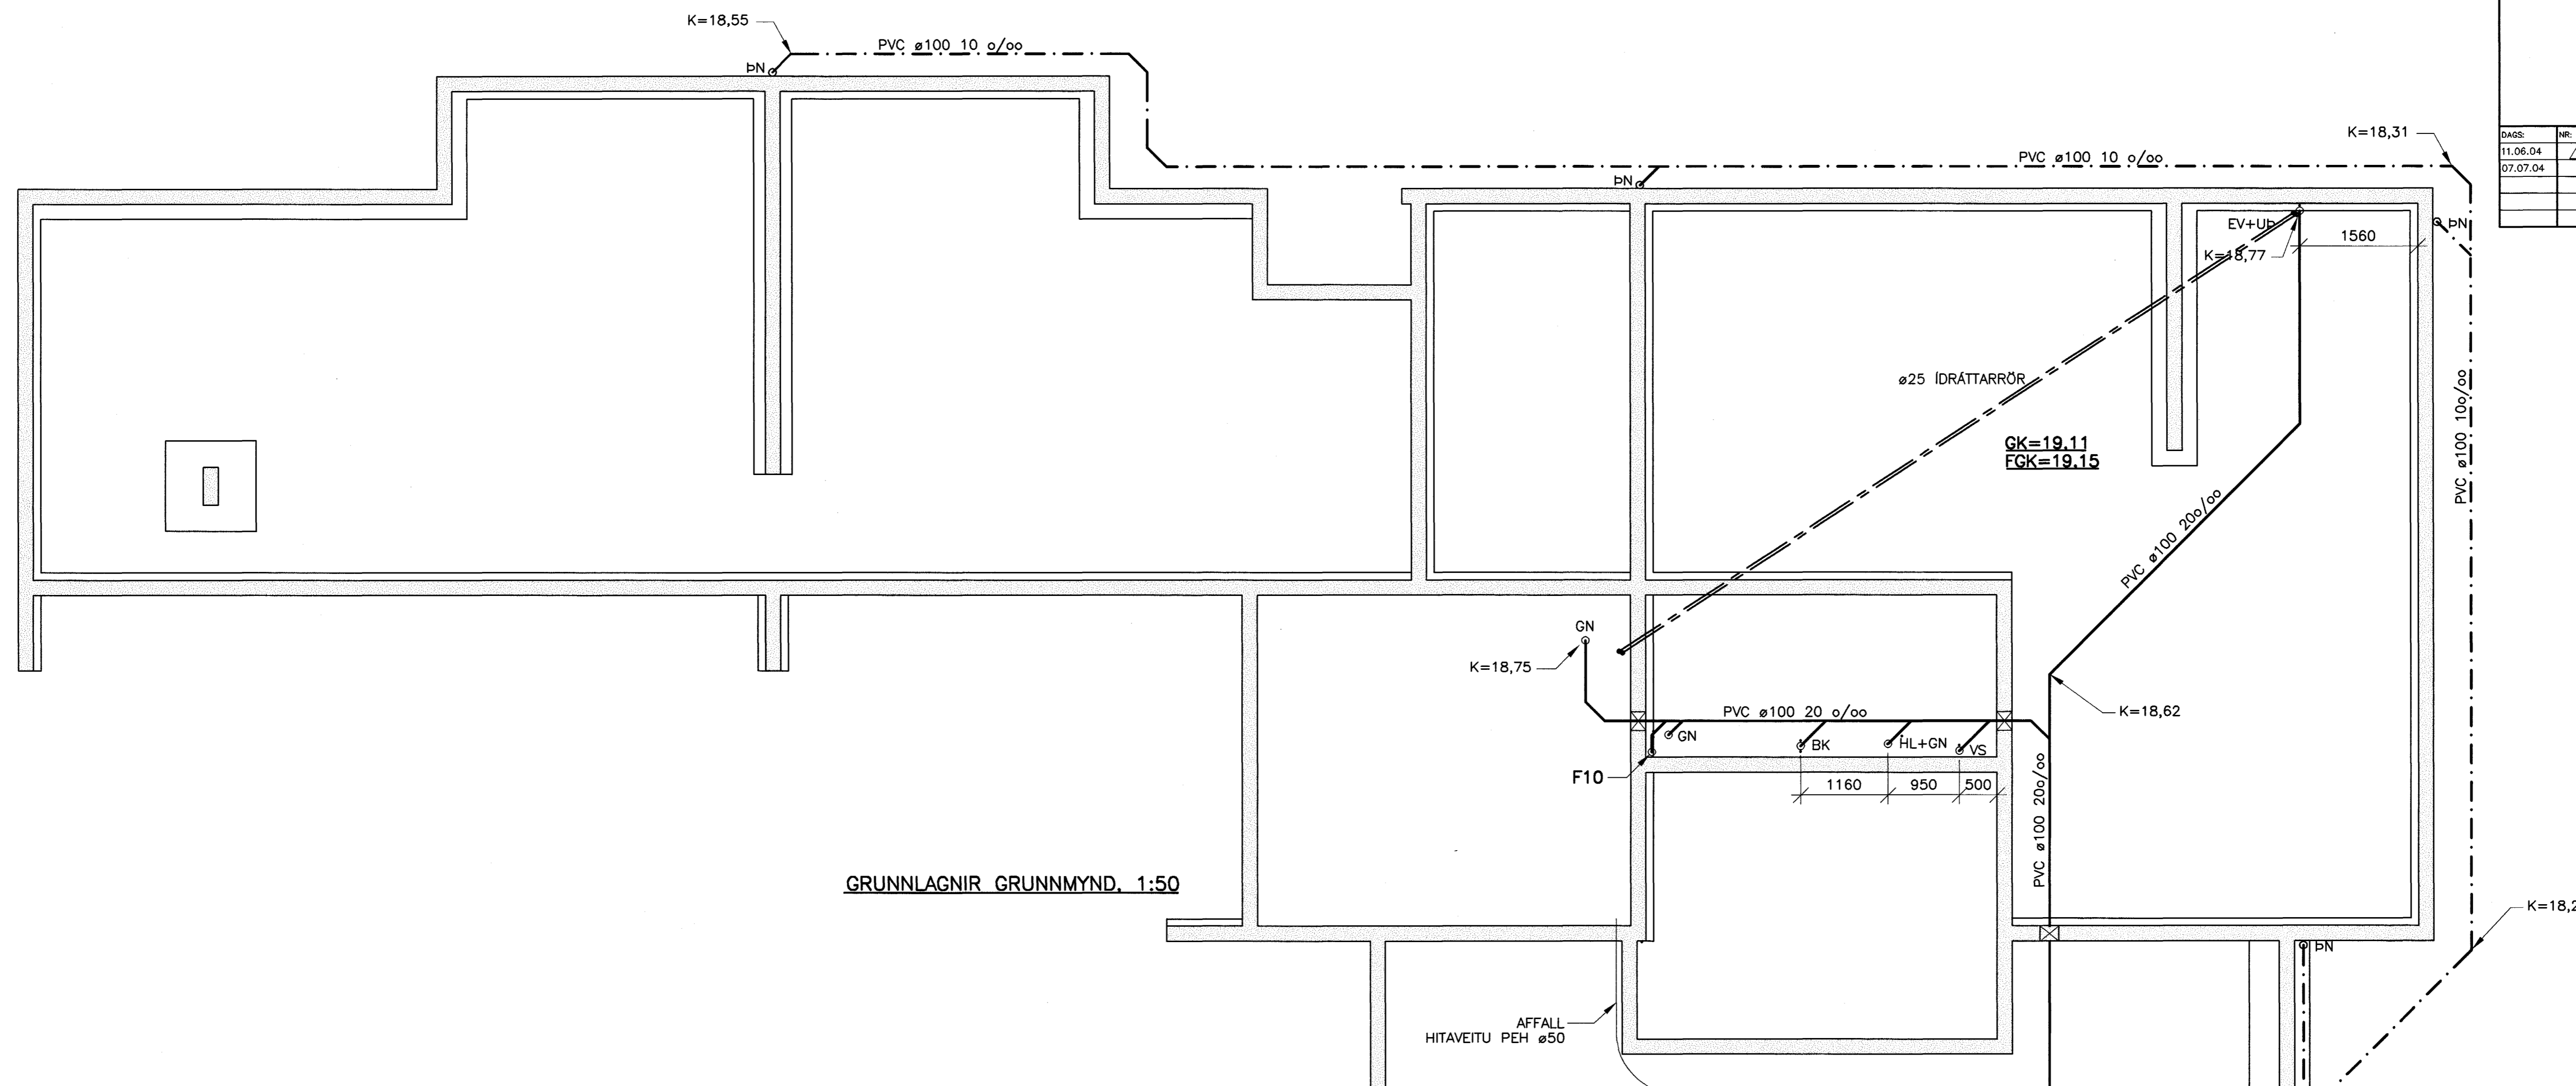 K=18,55
PVC ø100 10 o/oo
ÞN
K=18,31
PVC ø100 10 o/oo
DAGS:
NR:
11.06.04
07.07.04
ÞN
EV+UÞ
ÞN
1560
K=18,77
ø25 ÍDRÁTTARRÖR
PVC ø100 10o/oo
GK=19,11
FGK=19,15
PVC ø100 20o/oo
GN
K=18,75
PVC ø100 20 o/oo
K=18,62
GN
BK
HL+GN
VS
F10
1160
950
500
PVC ø100 20o/oo
GRUNNLAGNIR GRUNNMYND. 1:50
K=18,2
ÞN
AFFALL
HITAVEITU PEH ø50